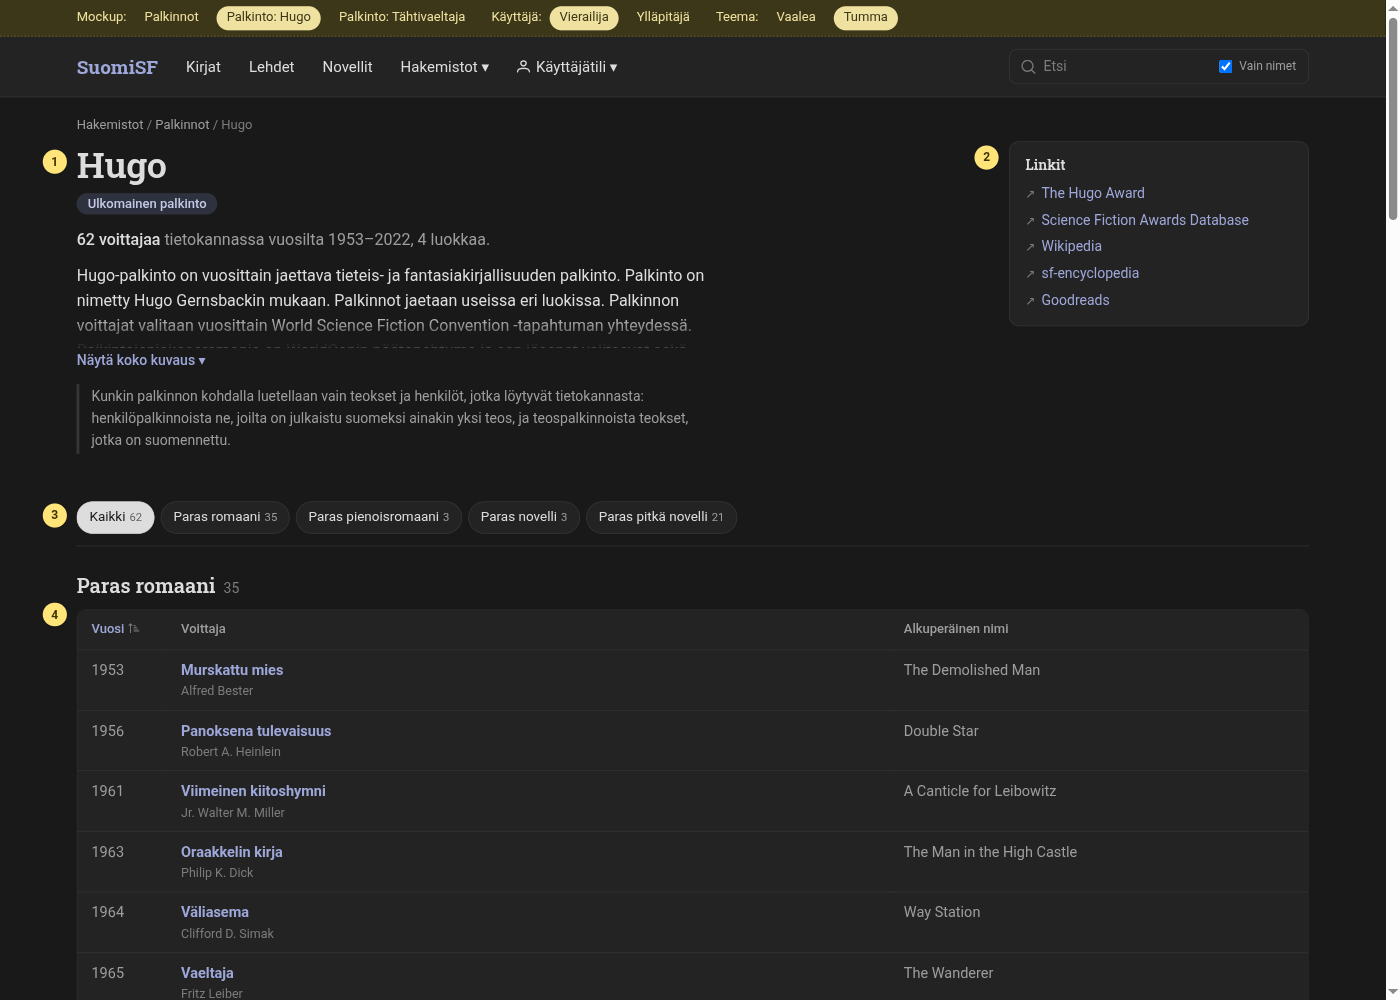 Mockup: Palkinnot Palkinto: Hugo Palkinto: Tähtivaeltaja Käyttäjä: Vierailija Ylläpitäjä Teema: Vaalea Tumma
SuomiSF Kirjat Lehdet Novellit Hakemistot ▾ Käyttäjätili ▾ Etsi Vain nimet
Hakemistot / Palkinnot / Hugo
1 Hugo
Ulkomainen palkinto
62 voittajaa tietokannassa vuosilta 1953–2022, 4 luokkaa.
Hugo-palkinto on vuosittain jaettava tieteis- ja fantasiakirjallisuuden palkinto. Palkinto on
nimetty Hugo Gernsbackin mukaan. Palkinnot jaetaan useissa eri luokissa. Palkinnon
voittajat valitaan vuosittain World Science Fiction Convention -tapahtuman yhteydessä.
Näytä koko kuvaus ▾
Kunkin palkinnon kohdalla luetellaan vain teokset ja henkilöt, jotka löytyvät tietokannasta:
henkilöpalkinnoista ne, joilta on julkaistu suomeksi ainakin yksi teos, ja teospalkinnoista teokset,
jotka on suomennettu.
2 Linkit
↗ The Hugo Award
↗ Science Fiction Awards Database
↗ Wikipedia
↗ sf-encyclopedia
↗ Goodreads
3 Kaikki 62 Paras romaani 35 Paras pienoisromaani 3 Paras novelli 3 Paras pitkä novelli 21
Paras romaani 35
4
Vuosi Voittaja Alkuperäinen nimi
1953 Murskattu mies The Demolished Man
Alfred Bester
1956 Panoksena tulevaisuus Double Star
Robert A. Heinlein
1961 Viimeinen kiitoshymni A Canticle for Leibowitz
Jr. Walter M. Miller
1963 Oraakkelin kirja The Man in the High Castle
Philip K. Dick
1964 Väliasema Way Station
Clifford D. Simak
1965 Vaeltaja The Wanderer
Fritz Leiber